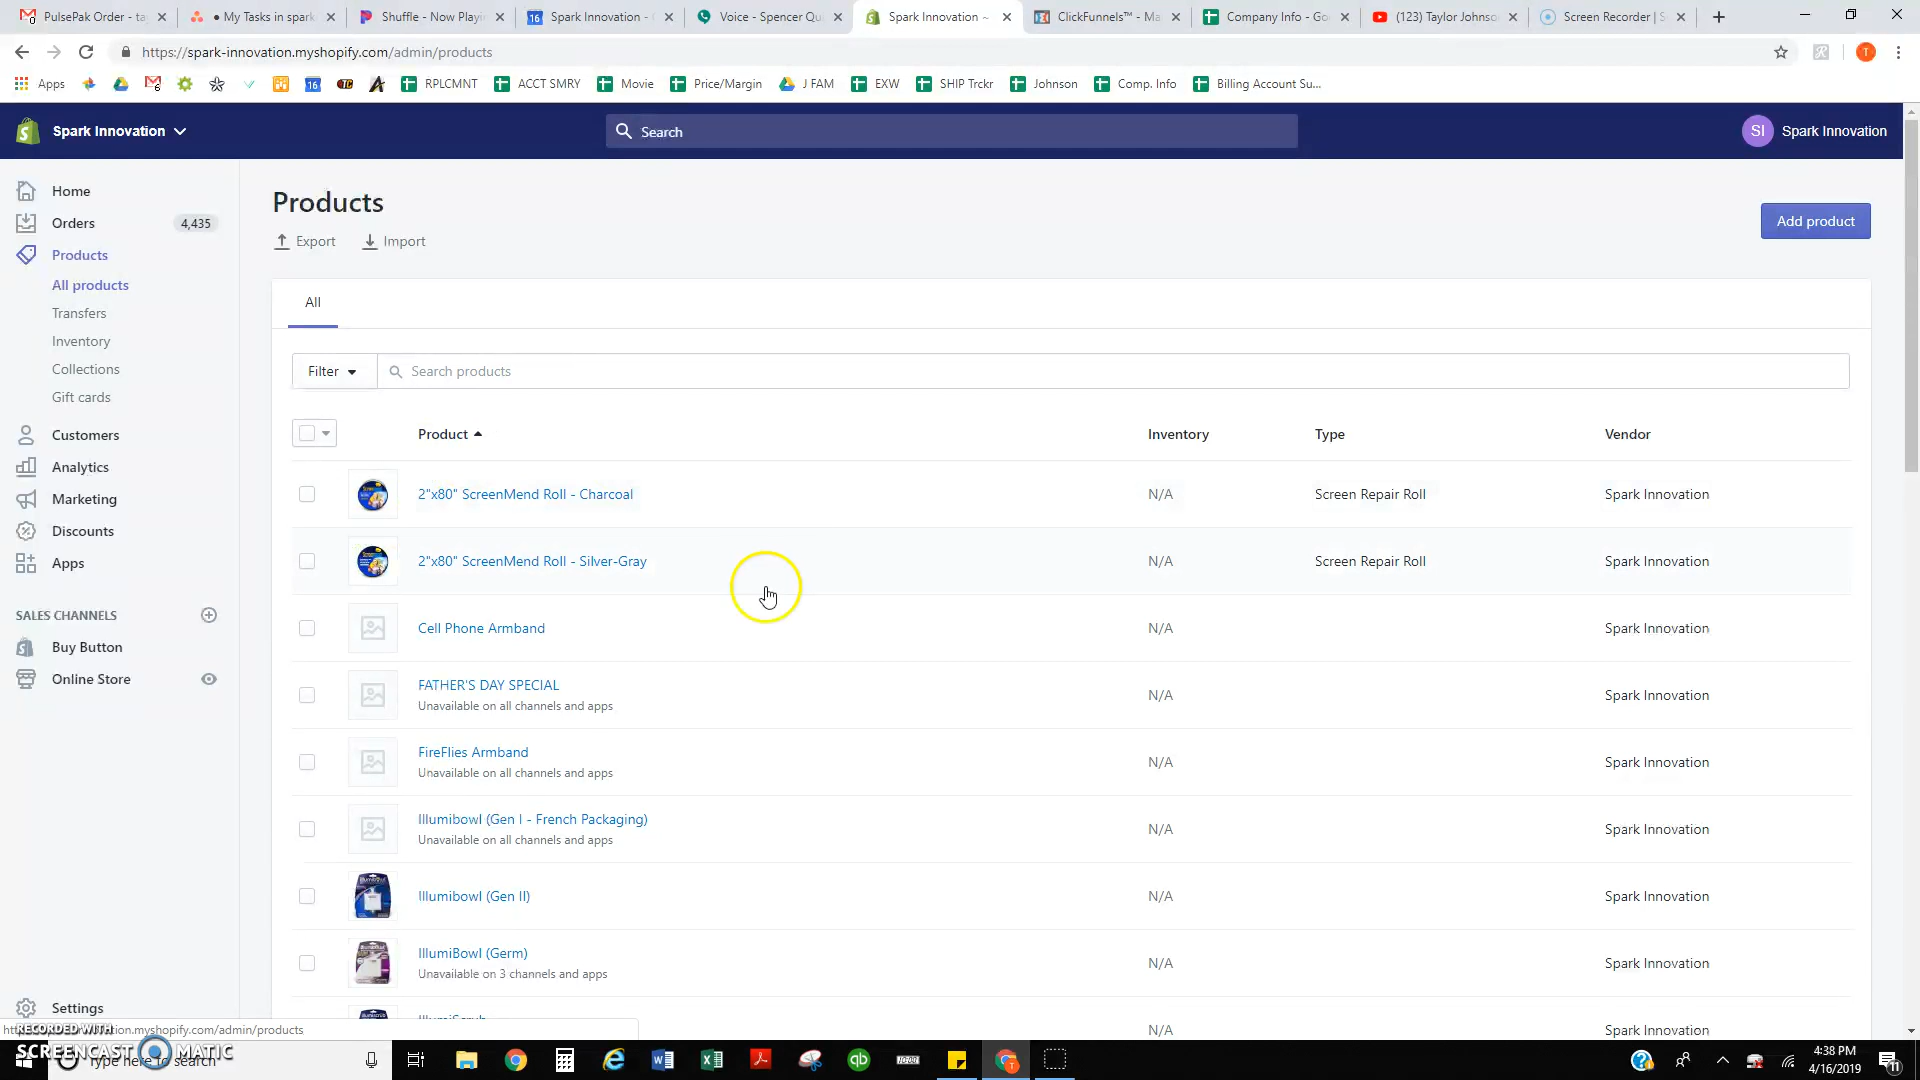 PulsePak Order - ta
• My Tasks in spark
Shuffle - Now Playi
Spark Innovation -
Voice - Spencer Qu
Spark Innovation ~
ClickFunnels™ - Ma
Company Info - Go
(123) Taylor Johnso
Screen Recorder | S
https://spark-innovation.myshopify.com/admin/products
T
Apps
16
RPLCMNT
ACCT SMRY
Movie
Price/Margin
J FAM
EXW
SHIP Trckr
Johnson
Comp. Info
Billing Account Su...
Spark Innovation
Search
SI
Spark Innovation
Home
Orders 4,435
Products
All products
Transfers
Inventory
Collections
Gift cards
Customers
Analytics
Marketing
Discounts
Apps
SALES CHANNELS
Buy Button
Online Store
Settings
Products
Export
Import
Add product
All
Filter
Search products
Product Inventory Type Vendor
2"x80" ScreenMend Roll - Charcoal N/A Screen Repair Roll Spark Innovation
2"x80" ScreenMend Roll - Silver-Gray N/A Screen Repair Roll Spark Innovation
Cell Phone Armband N/A Spark Innovation
FATHER'S DAY SPECIAL
Unavailable on all channels and apps
N/A Spark Innovation
FireFlies Armband
Unavailable on all channels and apps
N/A Spark Innovation
Illumibowl (Gen I - French Packaging)
Unavailable on all channels and apps
N/A Spark Innovation
Illumibowl (Gen II) N/A Spark Innovation
IllumiBowl (Germ)
Unavailable on 3 channels and apps
N/A Spark Innovation
IllumiScrub
N/A Spark Innovation
RECORDED WITH
SCREENCAST MATIC
Type here to search
4:38 PM
4/16/2019
11